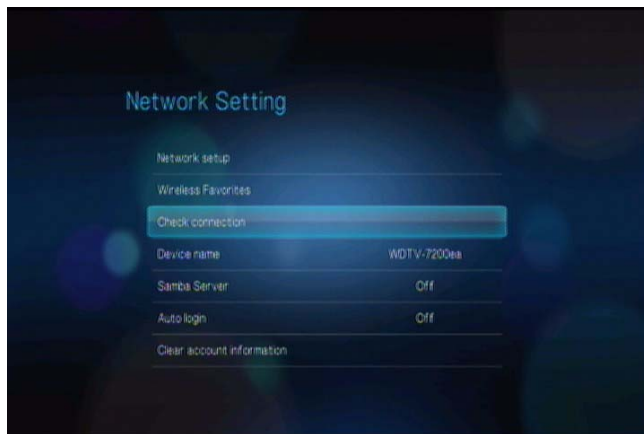 Network Setting
Network setup
Wireless Favorites
Check connection
Device name WDTV-7200ea
Samba Server Off
Auto login Off
Clear account information